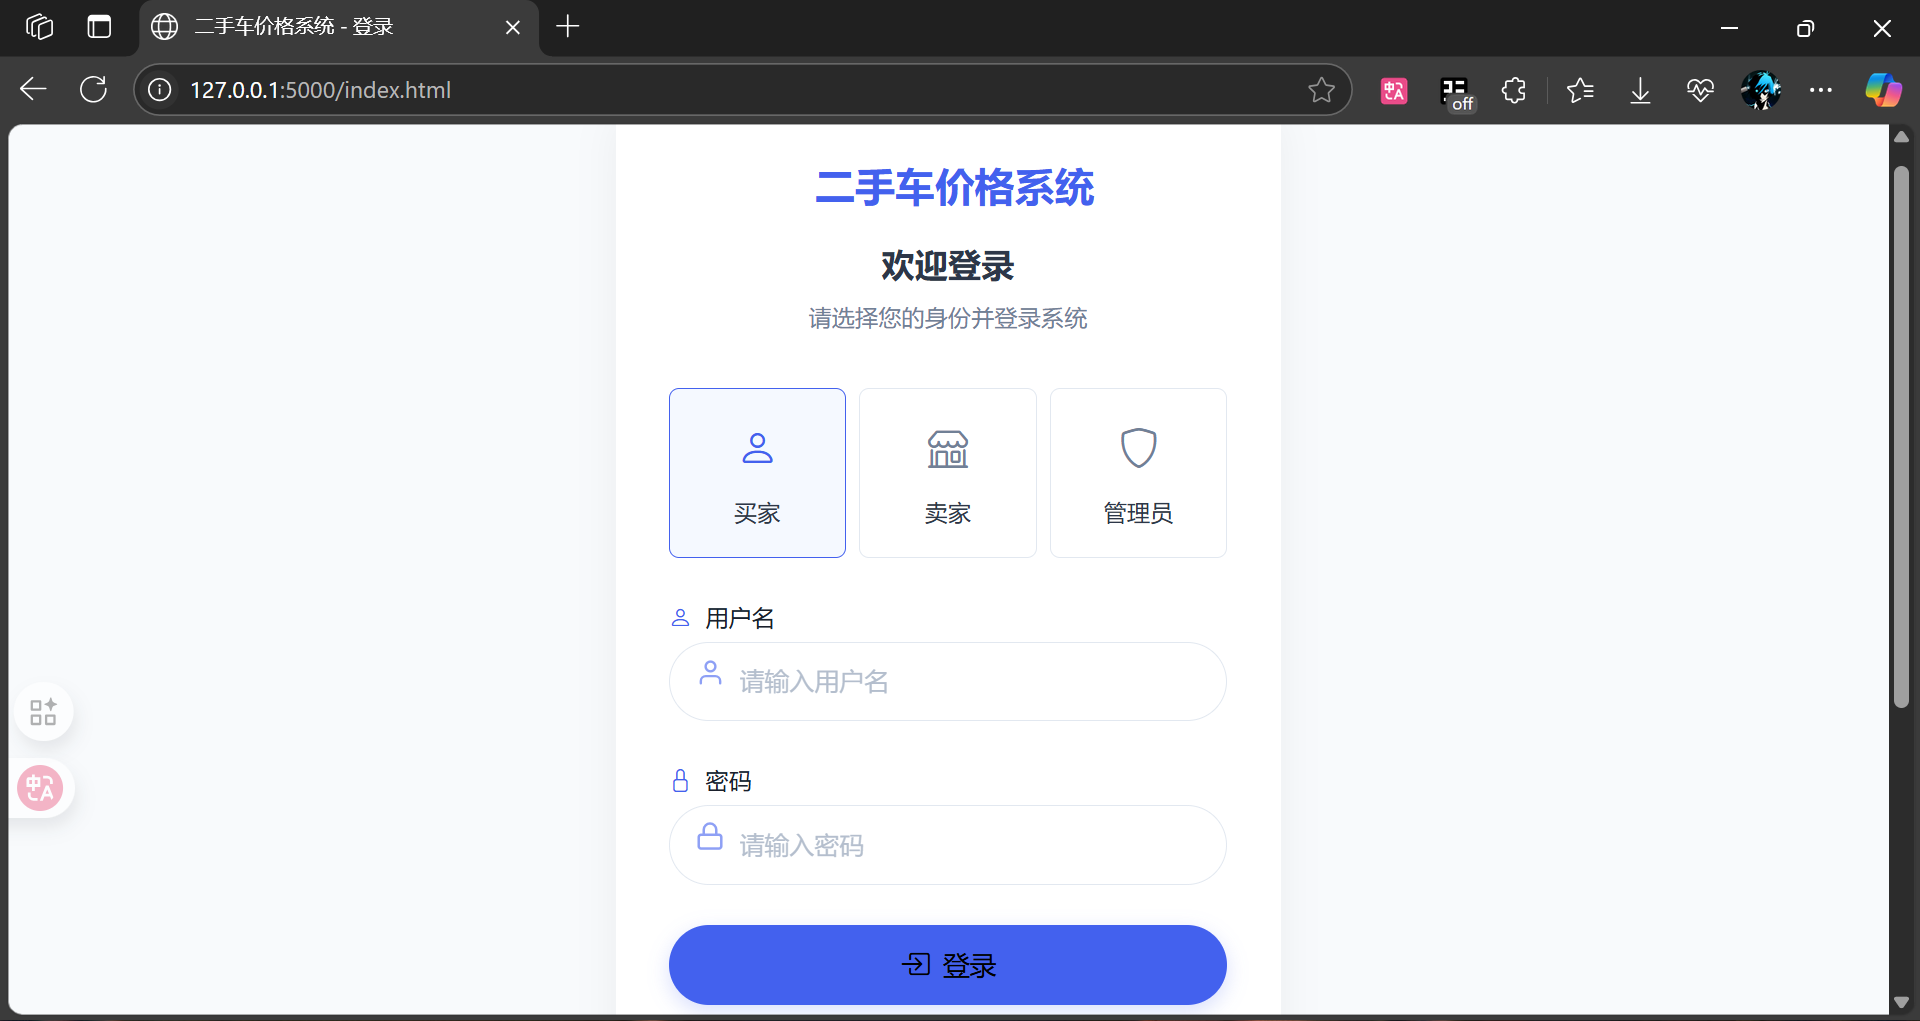 二手车价格系统 - 登录
127.0.0.1:5000/index.html
off
二手车价格系统
欢迎登录
请选择您的身份并登录系统
买家
卖家
管理员
用户名
请输入用户名
密码
请输入密码
登录